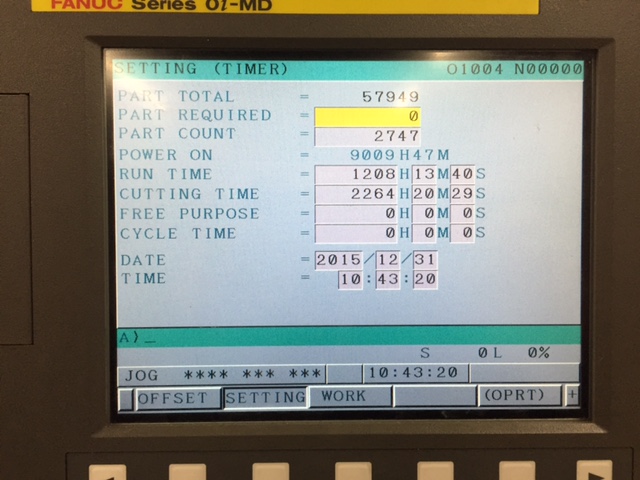 FANUC Series 0i-MD
SETTING (TIMER) O1004 N00000
PART TOTAL = 57949
PART REQUIRED = 0
PART COUNT = 2747
POWER ON = 9009H47M
RUN TIME = 1208H13M40S
CUTTING TIME = 2264H20M29S
FREE PURPOSE = 0H 0M 0S
CYCLE TIME = 0H 0M 0S
DATE = 2015/12/31
TIME = 10:43:20
A)_
S 0L 0%
JOG **** *** *** 10:43:20
OFFSET SETTING WORK (OPRT) +